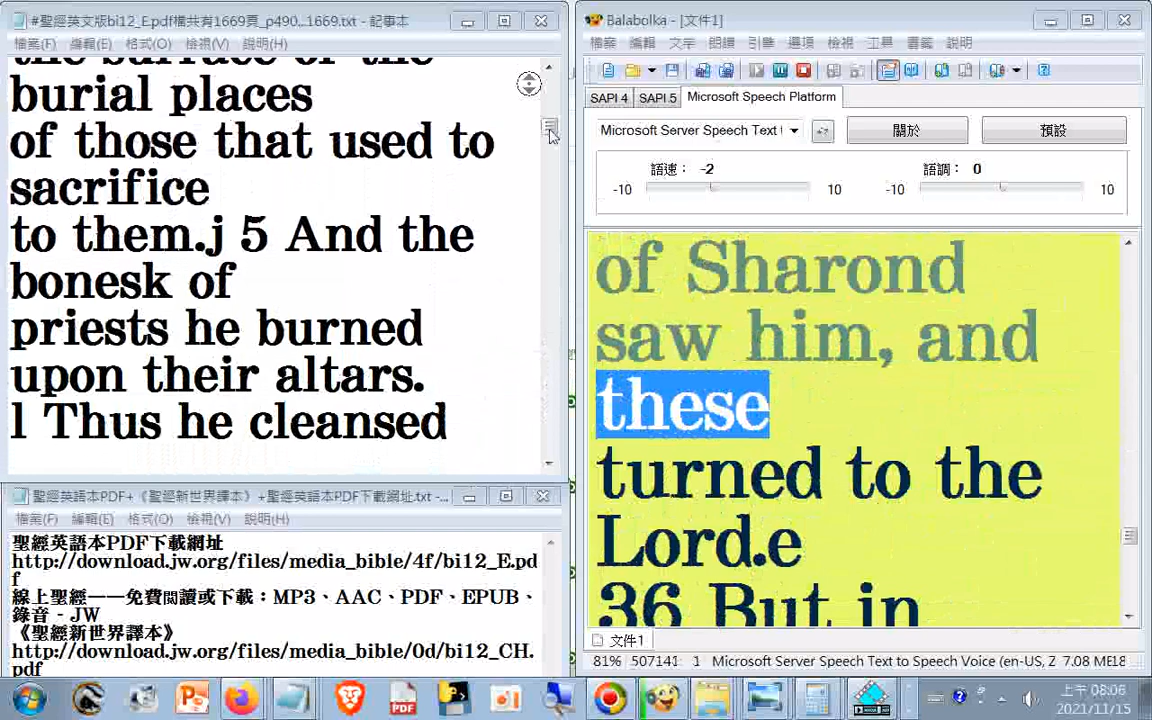 #聖經英文版bi12_E.pdf橫共有1669頁_p490,..1669.txt - 記事本
檔案(F) 編輯(E) 格式(O) 檢視(V) 說明(H)
the surface of the
burial places
of those that used to
sacrifice
to them.j 5 And the
bonesk of
priests he burned
upon their altars.
l Thus he cleansed
聖經英語本PDF+《聖經新世界譯本》+聖經英語本PDF下載網址.txt -...
檔案(F) 編輯(E) 格式(O) 檢視(V) 說明(H)
聖經英語本PDF下載網址
http://download.jw.org/files/media_bible/4f/bi12_E.pd
f
線上聖經——免費閱讀或下載：MP3、AAC、PDF、EPUB、
錄音 - JW
《聖經新世界譯本》
http://download.jw.org/files/media_bible/0d/bi12_CH.
pdf
Balabolka - [文件1]
檔案 編輯 文字 朗讀 引擎 選項 檢視 工具 書籤 說明
SAPI 4 SAPI 5 Microsoft Speech Platform
Microsoft Server Speech Text 關於 預設
語速： -2 語調： 0
-10 10 -10 10
of Sharond
saw him, and
these
turned to the
Lord.e
36 But in
文件1
81% 507141 1 Microsoft Server Speech Text to Speech Voice (en-US, Z 7.08 ME18
上午 08:06
2021/11/15